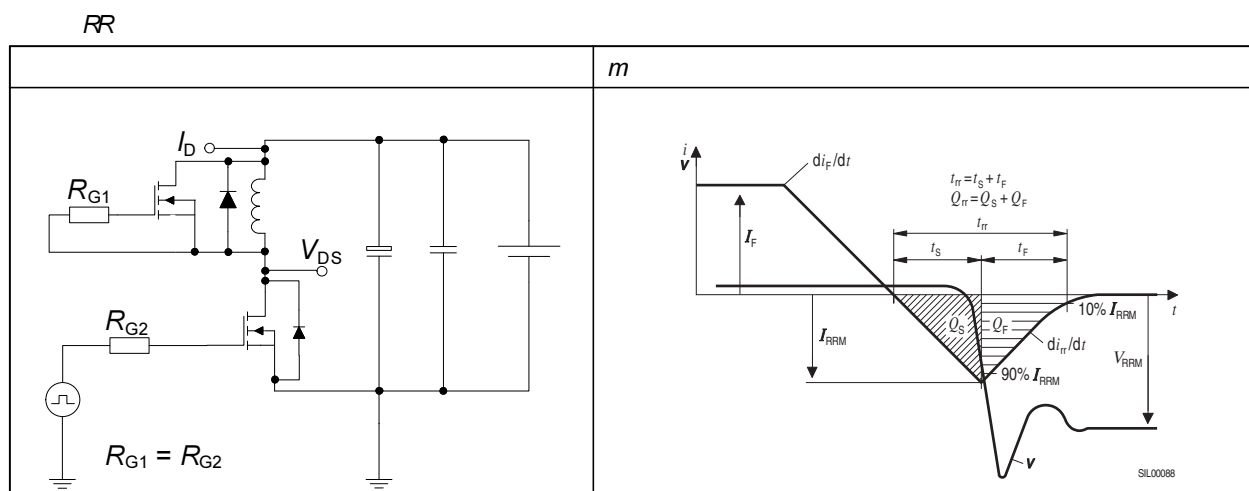 RR
m
I_D
R_G1
V_DS
R_G2
R_G1 = R_G2
i
v
di_F/dt
t_rr = t_S + t_F
Q_rr = Q_S + Q_F
t_rr
t_S
t_F
I_F
t
Q_S
Q_F
10% I_RRM
I_RRM
di_rr/dt
V_RRM
90% I_RRM
v
SIL00088